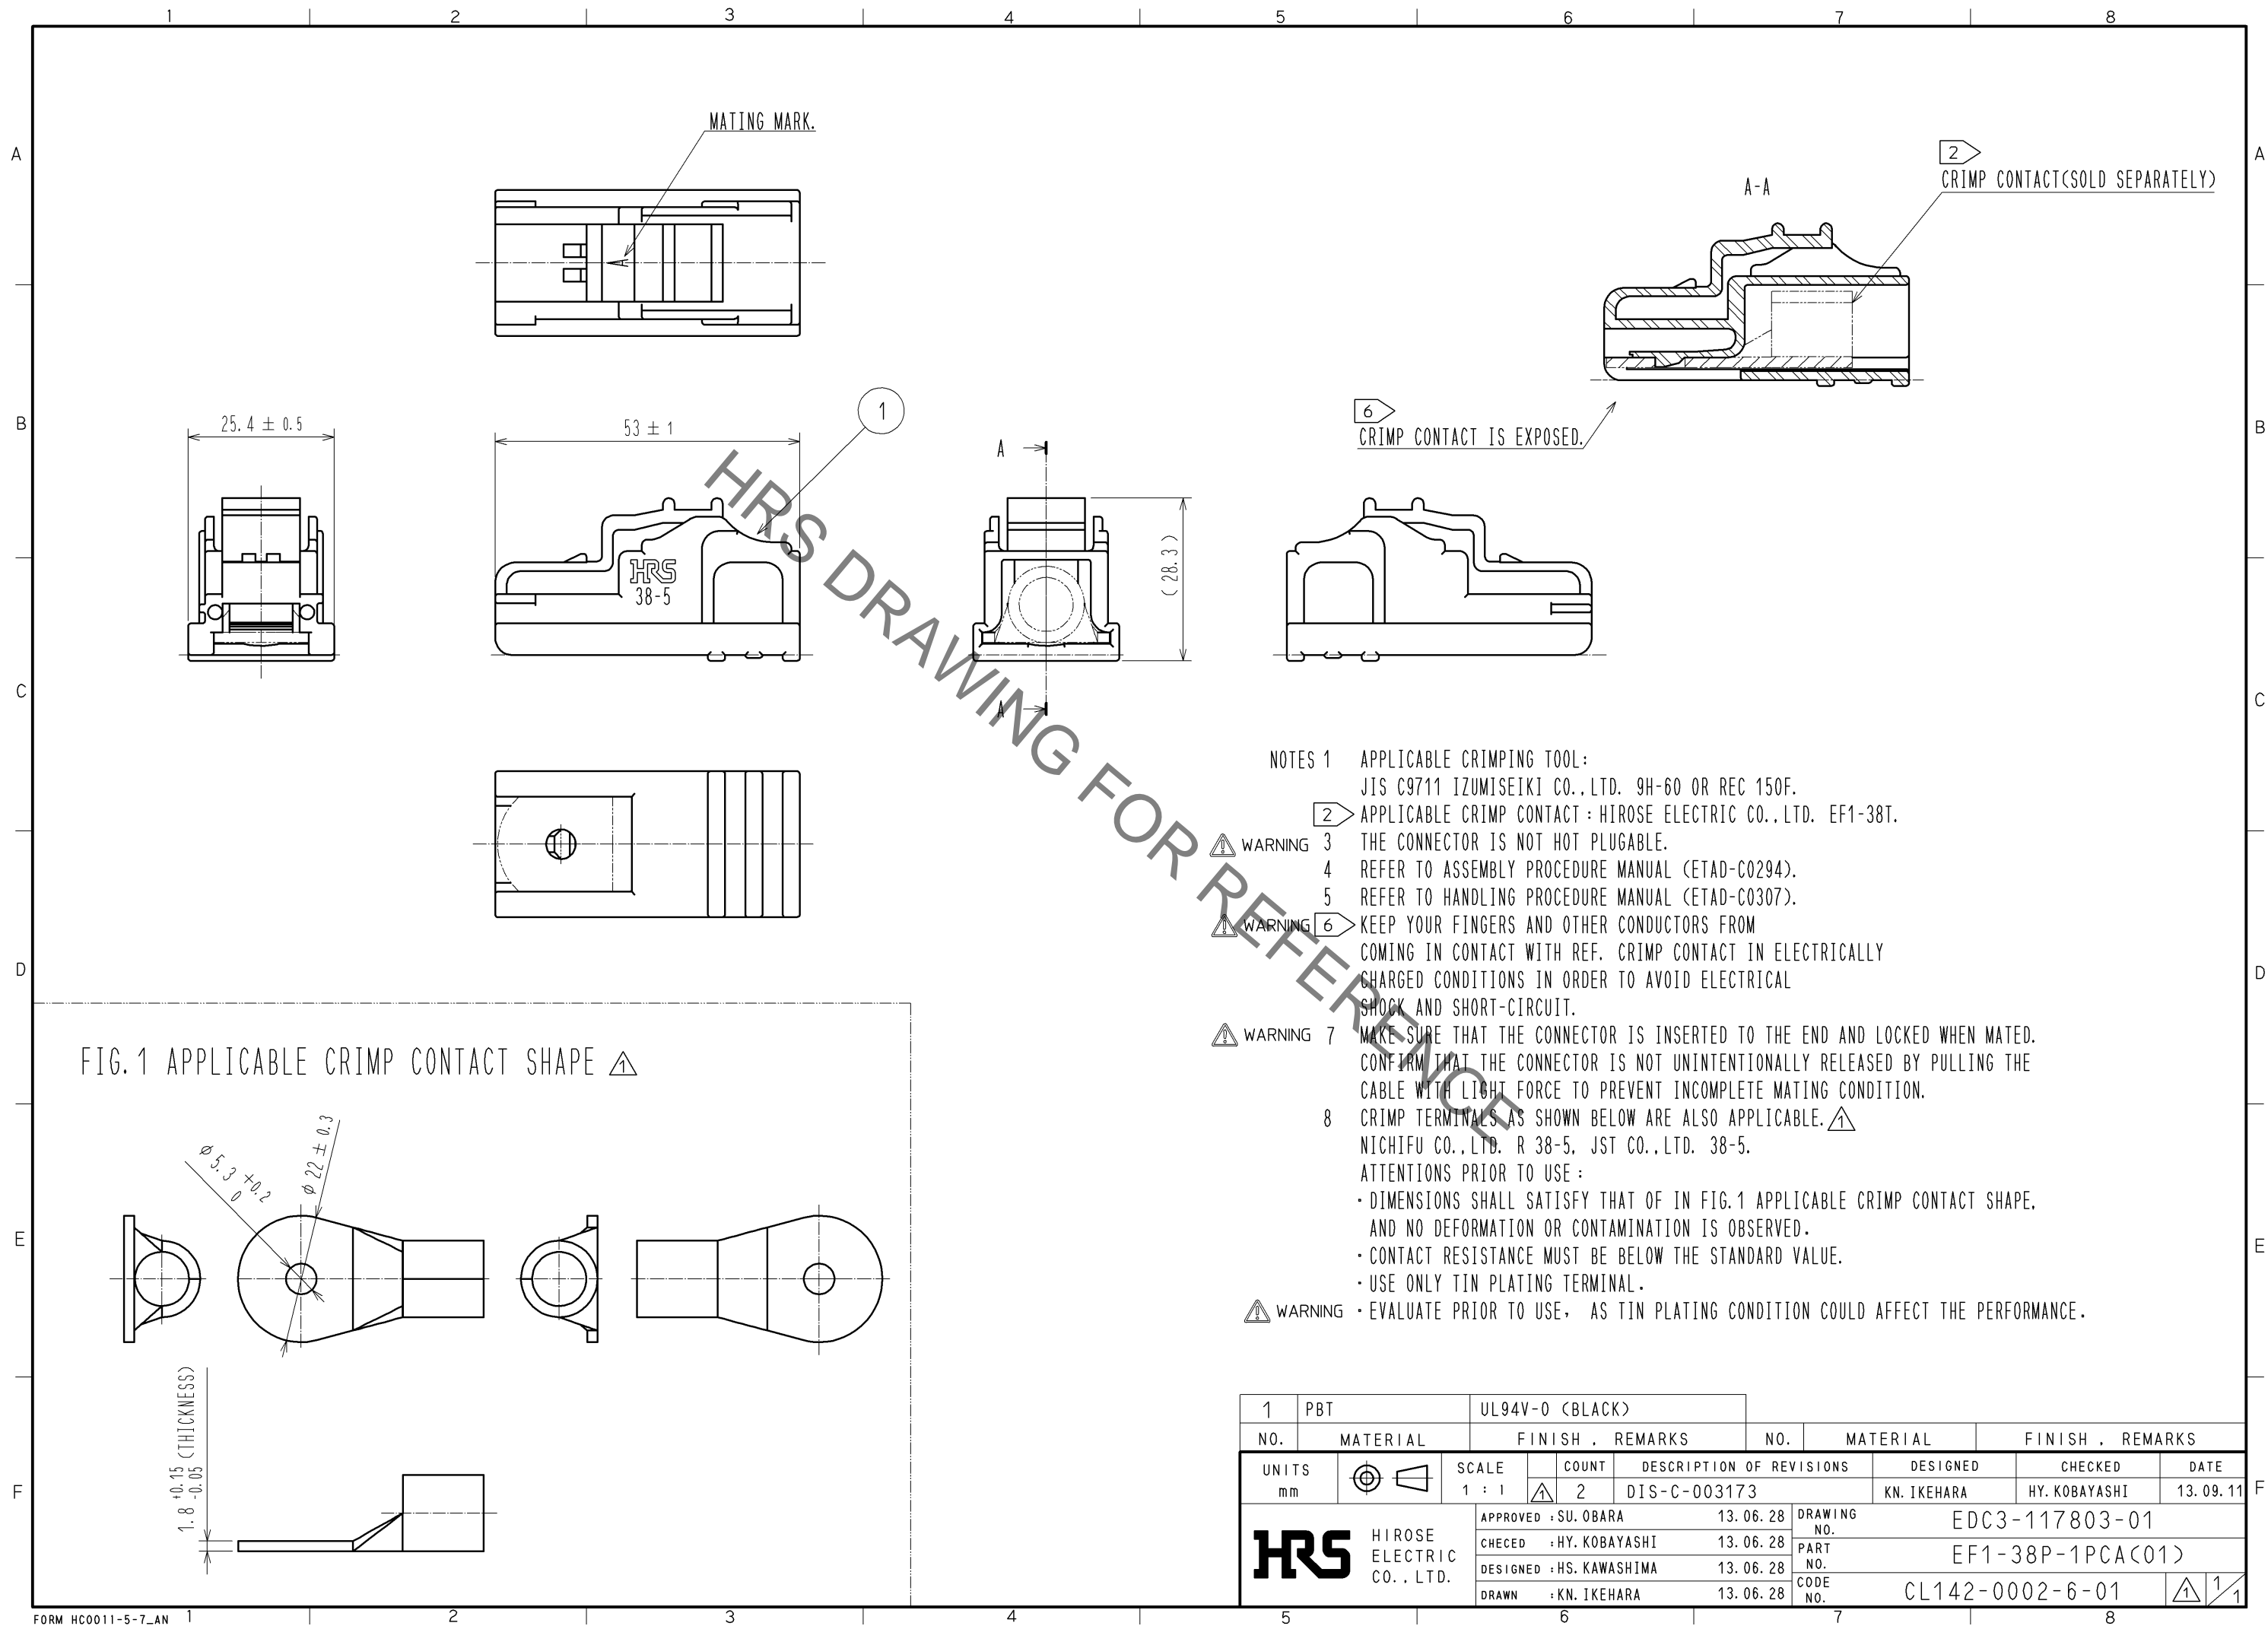 1 2 3 4 5 6 7 8
A A
B B
C C
D D
E E
F F
MATING MARK.
A
A-A
2
CRIMP CONTACT(SOLD SEPARATELY)
6
CRIMP CONTACT IS EXPOSED.
25.4 ± 0.5
53 ± 1
1
HRS
38-5
A
A
(28.3)
HRS DRAWING FOR REFERENCE
NOTES 1 APPLICABLE CRIMPING TOOL:
JIS C9711 IZUMISEIKI CO.,LTD. 9H-60 OR REC 150F.
2 APPLICABLE CRIMP CONTACT : HIROSE ELECTRIC CO.,LTD. EF1-38T.
WARNING 3 THE CONNECTOR IS NOT HOT PLUGABLE.
4 REFER TO ASSEMBLY PROCEDURE MANUAL (ETAD-C0294).
5 REFER TO HANDLING PROCEDURE MANUAL (ETAD-C0307).
WARNING 6 KEEP YOUR FINGERS AND OTHER CONDUCTORS FROM
COMING IN CONTACT WITH REF. CRIMP CONTACT IN ELECTRICALLY
CHARGED CONDITIONS IN ORDER TO AVOID ELECTRICAL
SHOCK AND SHORT-CIRCUIT.
WARNING 7 MAKE SURE THAT THE CONNECTOR IS INSERTED TO THE END AND LOCKED WHEN MATED.
CONFIRM THAT THE CONNECTOR IS NOT UNINTENTIONALLY RELEASED BY PULLING THE
CABLE WITH LIGHT FORCE TO PREVENT INCOMPLETE MATING CONDITION.
8 CRIMP TERMINALS AS SHOWN BELOW ARE ALSO APPLICABLE. 1
NICHIFU CO.,LTD. R 38-5, JST CO.,LTD. 38-5.
ATTENTIONS PRIOR TO USE :
・DIMENSIONS SHALL SATISFY THAT OF IN FIG.1 APPLICABLE CRIMP CONTACT SHAPE,
AND NO DEFORMATION OR CONTAMINATION IS OBSERVED.
・CONTACT RESISTANCE MUST BE BELOW THE STANDARD VALUE.
・USE ONLY TIN PLATING TERMINAL.
WARNING ・EVALUATE PRIOR TO USE, AS TIN PLATING CONDITION COULD AFFECT THE PERFORMANCE.
FIG.1 APPLICABLE CRIMP CONTACT SHAPE 1
φ5.3 +0.2 0
φ22 ± 0.3
1.8 +0.15 -0.05 (THICKNESS)
1 PBT UL94V-0 (BLACK)
NO. MATERIAL FINISH , REMARKS NO. MATERIAL FINISH , REMARKS
UNITS mm SCALE 1 : 1 COUNT DESCRIPTION OF REVISIONS DESIGNED CHECKED DATE
1 2 DIS-C-003173 KN.IKEHARA HY.KOBAYASHI 13.09.11
HRS HIROSE ELECTRIC CO.,LTD.
APPROVED : SU.OBARA 13.06.28
CHECED : HY.KOBAYASHI 13.06.28
DESIGNED : HS.KAWASHIMA 13.06.28
DRAWN : KN.IKEHARA 13.06.28
DRAWING NO. EDC3-117803-01
PART NO. EF1-38P-1PCA(01)
CODE NO. CL142-0002-6-01 1 1/1
FORM HC0011-5-7_AN
1 2 3 4 5 6 7 8